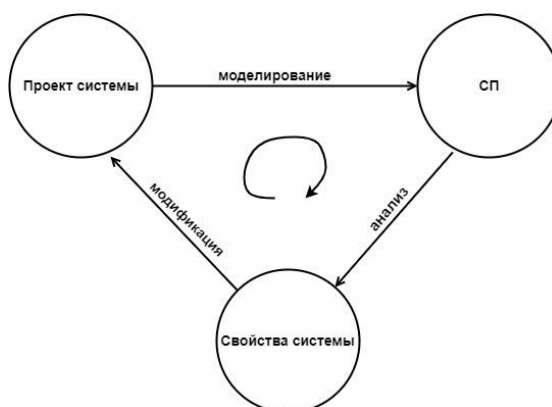 Проект системы
моделирование
СП
анализ
модификация
Свойства системы